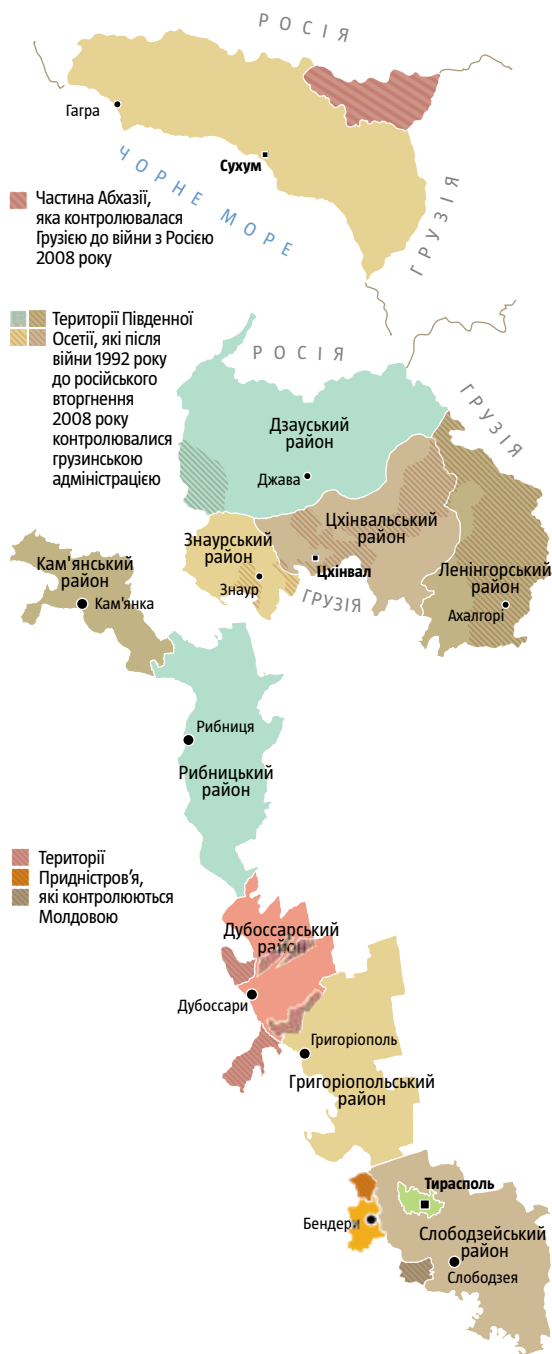 РОСІЯ
Гагра
Сухум
ЧОРНЕ МОРЕ
ГРУЗІЯ
Частина Абхазії,
яка контролювалася
Грузією до війни з Росією
2008 року
Території Південної
Осетії, які після
війни 1992 року
до російського
вторгнення
2008 року
контролювалися
грузинською
адміністрацією
РОСІЯ
ГРУЗІЯ
Дзауський
район
Джава
Цхінвальський
район
Знаурський
район
Цхінвал
Знаур
ГРУЗІЯ
Ленінгорський
район
Ахалгорі
Кам'янський
район
Кам'янка
Рибниця
Рибницький
район
Території
Придністров’я,
які контролюються
Молдовою
Дубоссарський
район
Дубоссари
Григоріополь
Григоріопольський
район
Тирасполь
Бендери
Слободзейський
район
Слободзея